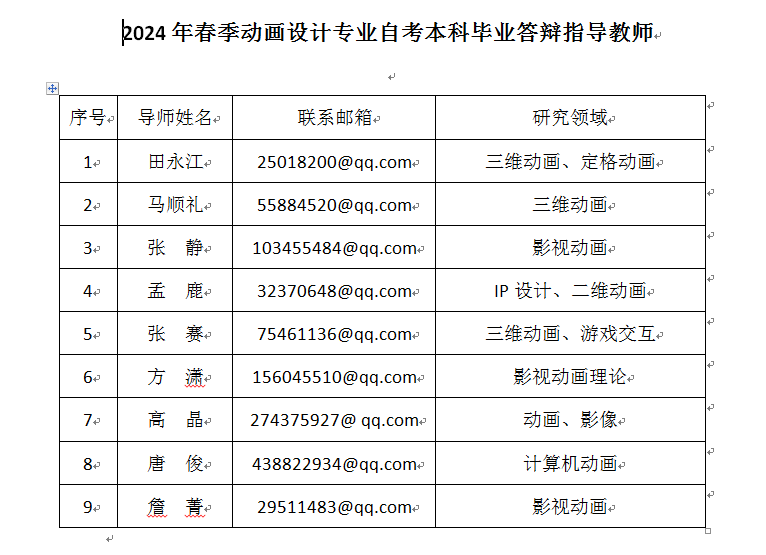 2024 年春季动画设计专业自考本科毕业答辩指导教师
序号 导师姓名 联系邮箱 研究领域
1 田永江 25018200@qq.com 三维动画、定格动画
2 马顺礼 55884520@qq.com 三维动画
3 张　静 103455484@qq.com 影视动画
4 孟　鹿 32370648@qq.com IP 设计、二维动画
5 张　赛 75461136@qq.com 三维动画、游戏交互
6 方　潇 156045510@qq.com 影视动画理论
7 高　晶 274375927@ qq.com 动画、影像
8 唐　俊 438822934@qq.com 计算机动画
9 詹　菁 29511483@qq.com 影视动画